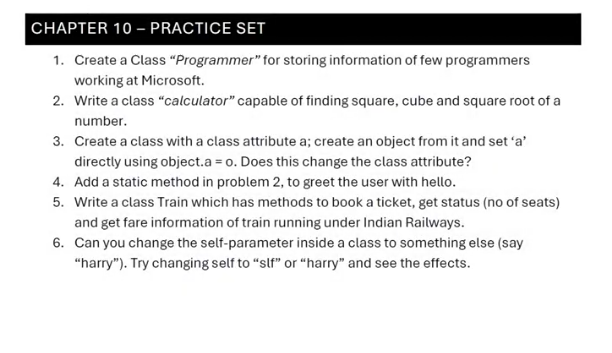 CHAPTER 10 – PRACTICE SET
1. Create a Class “Programmer” for storing information of few programmers
working at Microsoft.
2. Write a class “calculator” capable of finding square, cube and square root of a
number.
3. Create a class with a class attribute a; create an object from it and set ‘a’
directly using object.a = o. Does this change the class attribute?
4. Add a static method in problem 2, to greet the user with hello.
5. Write a class Train which has methods to book a ticket, get status (no of seats)
and get fare information of train running under Indian Railways.
6. Can you change the self-parameter inside a class to something else (say
“harry”). Try changing self to “slf” or “harry” and see the effects.